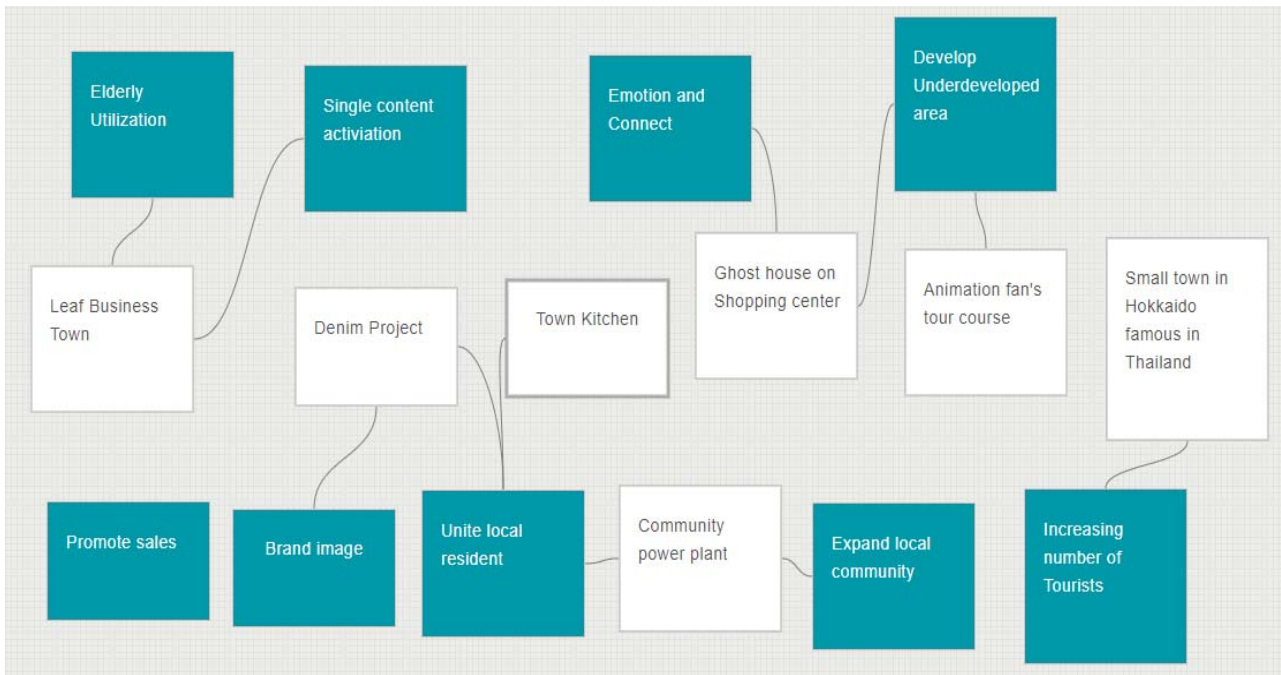 Elderly
Utilization
Single content
activiation
Emotion and
Connect
Develop
Underdeveloped
area
Leaf Business
Town
Denim Project
Town Kitchen
Ghost house on
Shopping center
Animation fan's
tour course
Small town in
Hokkaido
famous in
Thailand
Promote sales
Brand image
Unite local
resident
Community
power plant
Expand local
community
Increasing
number of
Tourists